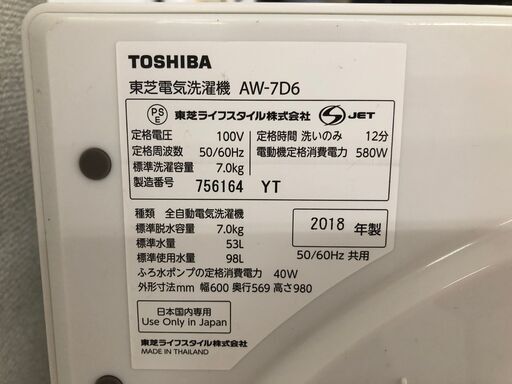 TOSHIBA
東芝電気洗濯機 AW-7D6
PS E 東芝ライフスタイル株式会社 S JET
定格電圧 100V 定格時間 洗いのみ 12分
定格周波数 50/60Hz 電動機定格消費電力 580W
標準洗濯容量 7.0kg
製造番号 756164 YT
種類 全自動電気洗濯機
標準脱水容量 7.0kg 2018 年製
標準水量 53L
標準使用水量 98L 50/60Hz 共用
ふろ水ポンプの定格消費電力 40W
外形寸法mm 幅600 奥行569 高さ980
日本国内専用
Use Only in Japan
東芝ライフスタイル株式会社
MADE IN THAILAND